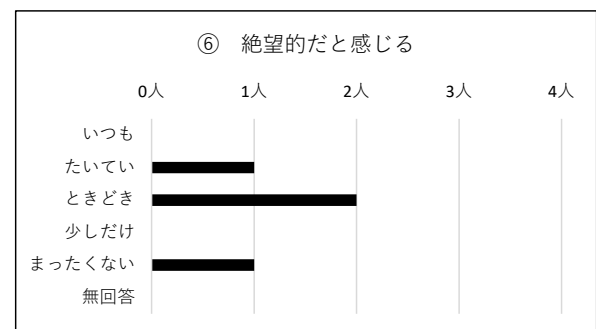 ⑥ 絶望的だと感じる
0人 1人 2人 3人 4人
いつも
たいてい
ときどき
少しだけ
まったくない
無回答